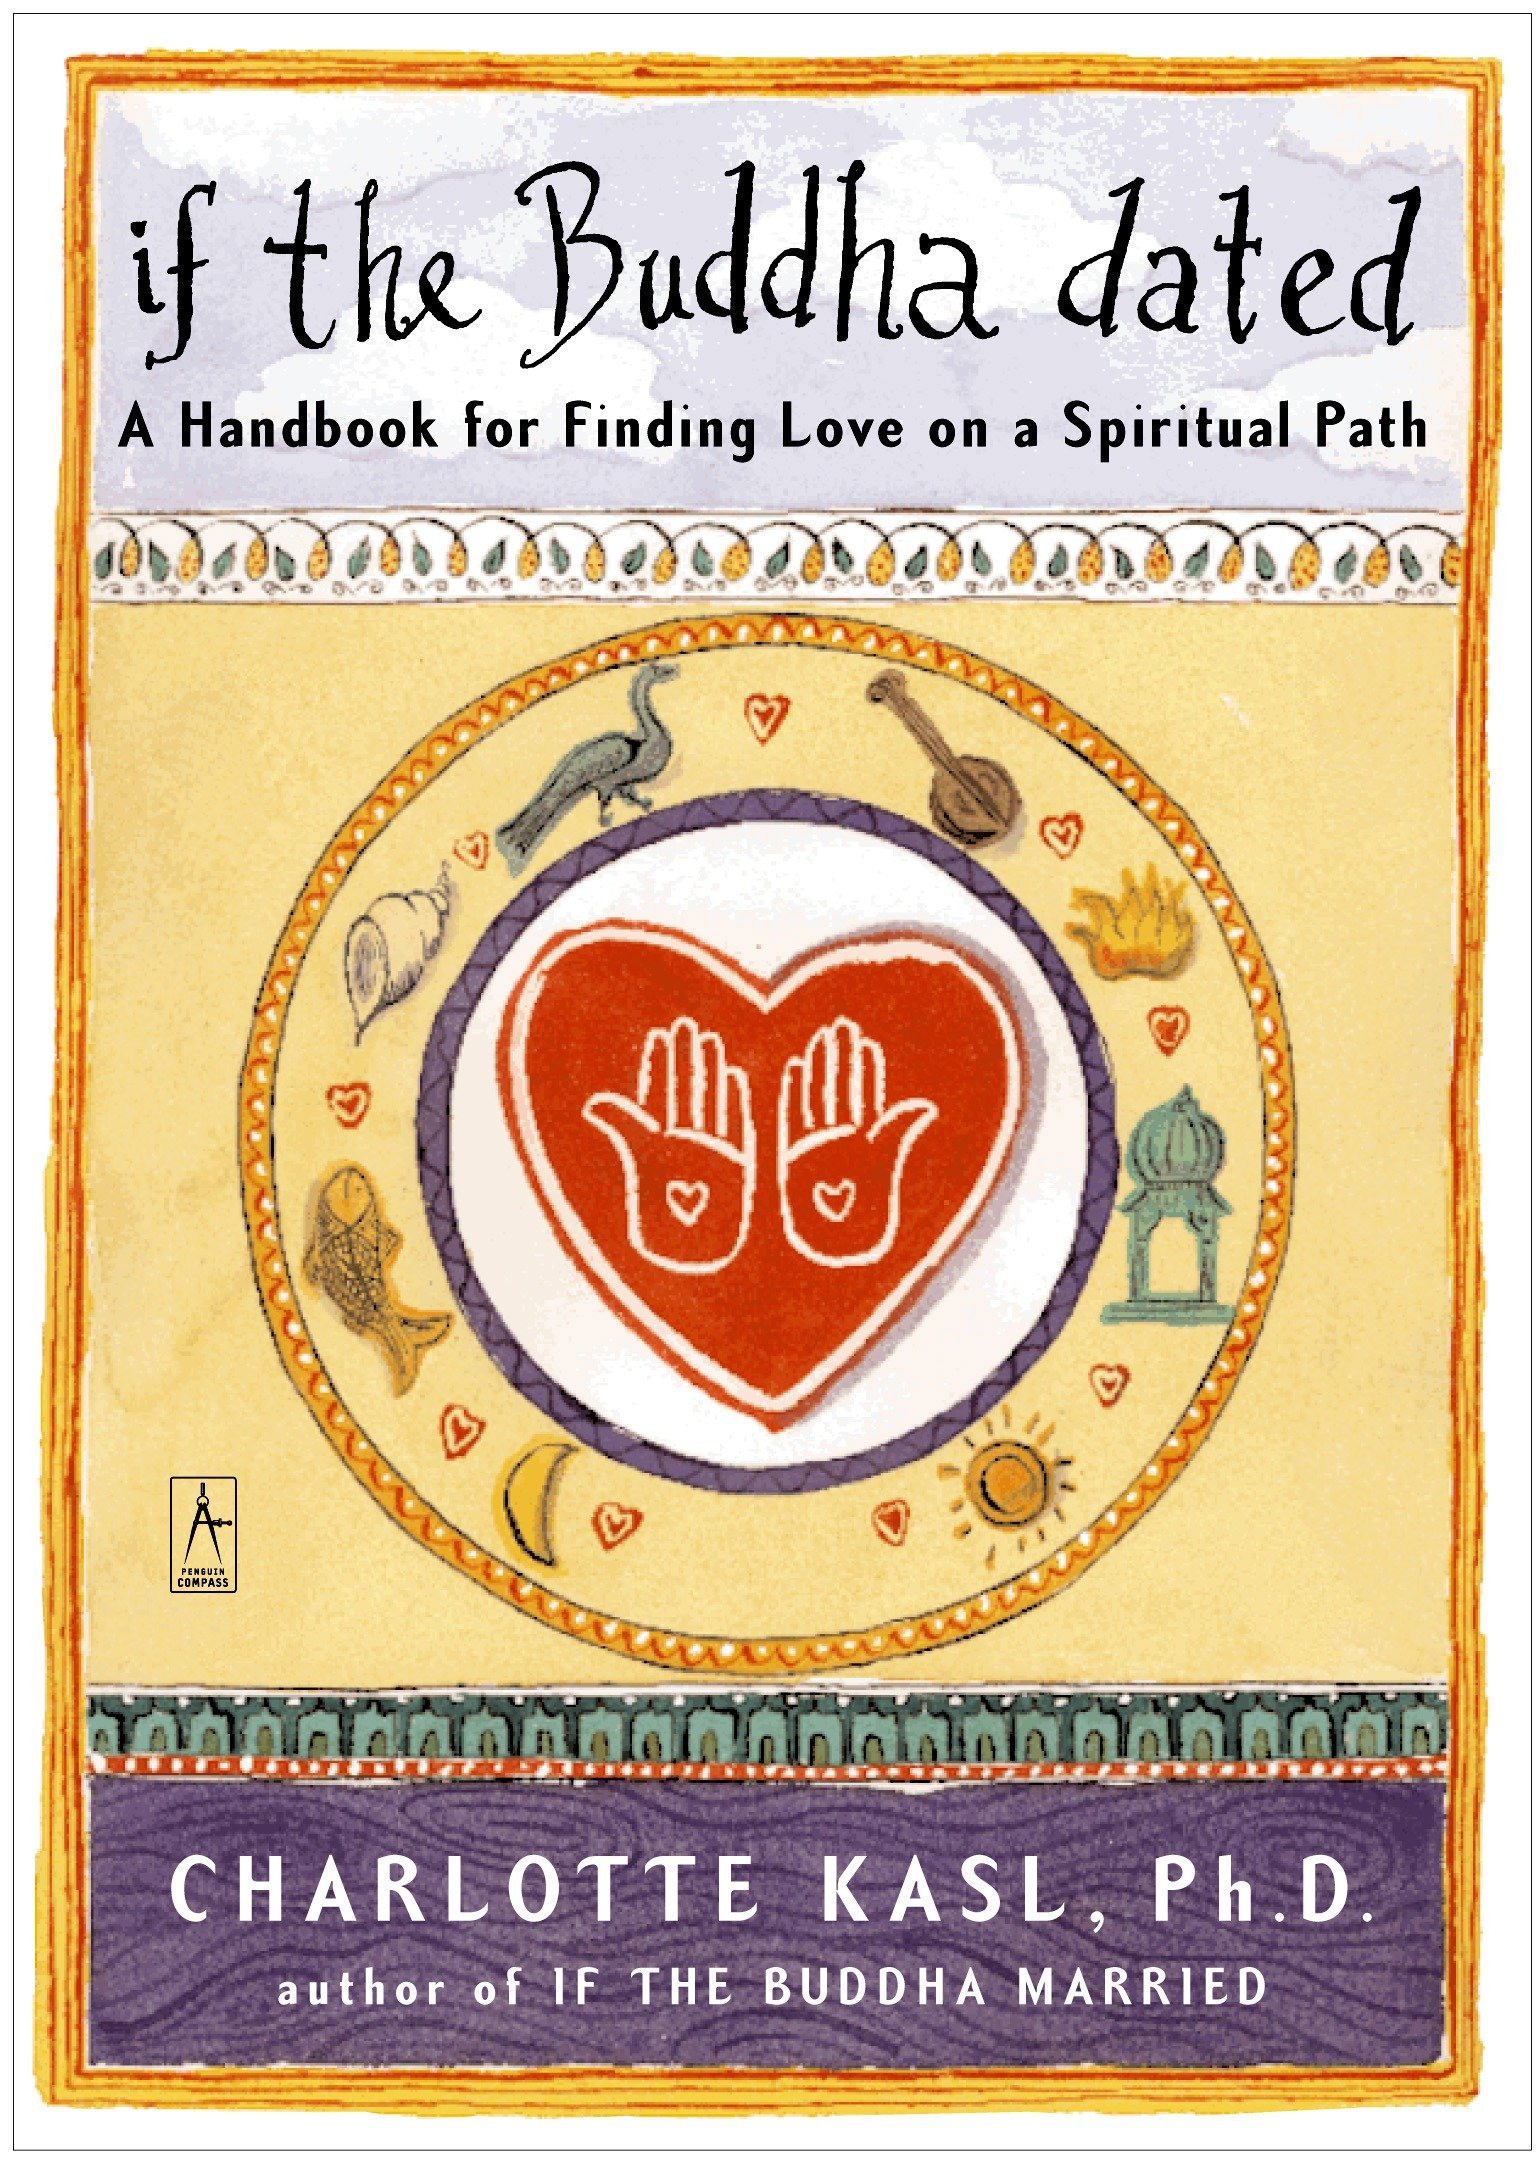 if the Buddha dated
A Handbook for Finding Love on a Spiritual Path
PENGUIN
COMPASS
CHARLOTTE KASL, Ph.D.
author of IF THE BUDDHA MARRIED